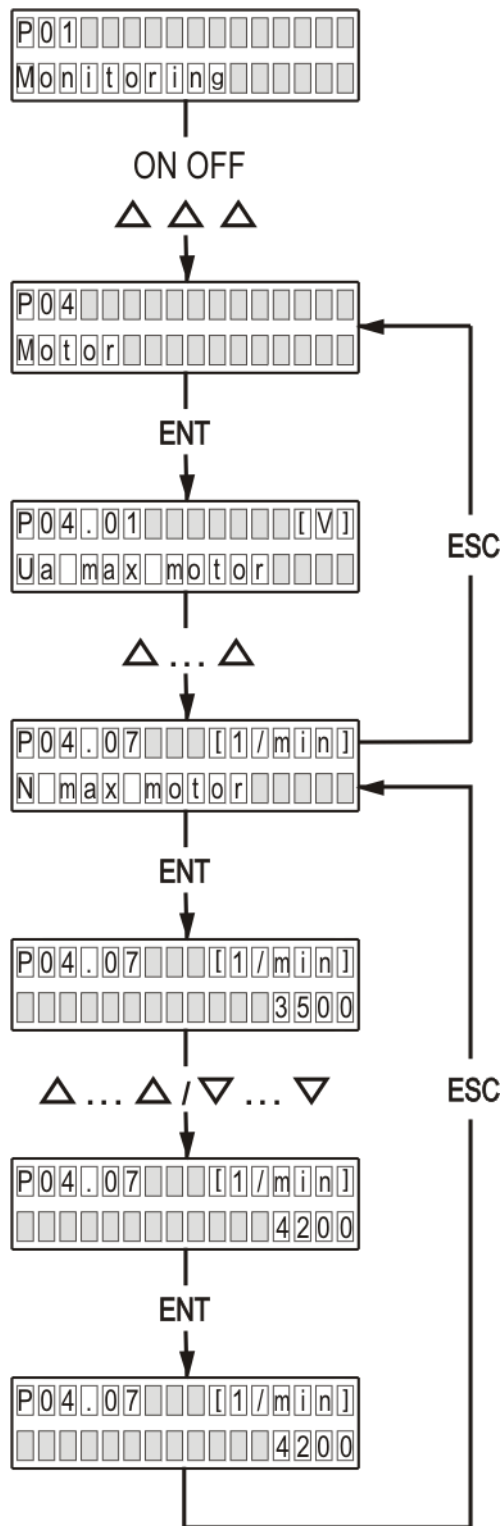 P01
Monitoring
ON OFF
△ △ △
P04
Motor
ENT
P04.01 [V]
Ua max motor
ESC
△ ... △
P04.07 [1/min]
N max motor
ENT
P04.07 [1/min]
3500
△ ... △ / ▽ ... ▽
ESC
P04.07 [1/min]
4200
ENT
P04.07 [1/min]
4200